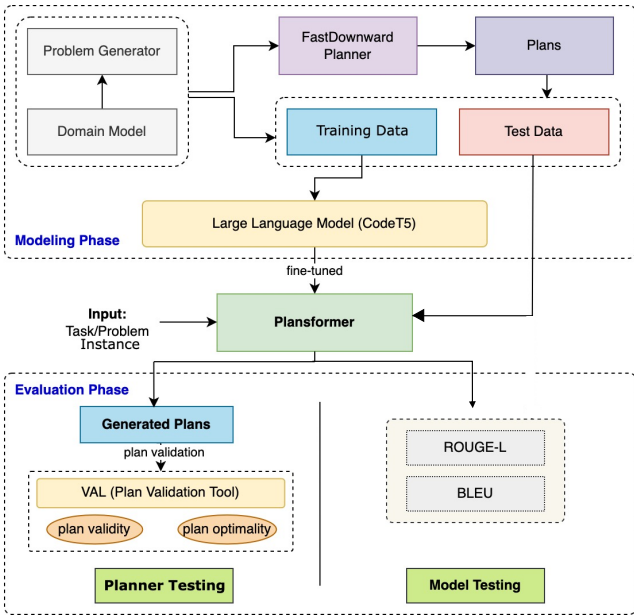 Problem Generator
FastDownward
Planner
Plans
Domain Model
Training Data
Test Data
Large Language Model (CodeT5)
Modeling Phase
fine-tuned
Input:
Task/Problem
Instance
Plansformer
Evaluation Phase
Generated Plans
plan validation
VAL (Plan Validation Tool)
plan validity
plan optimality
ROUGE-L
BLEU
Planner Testing
Model Testing